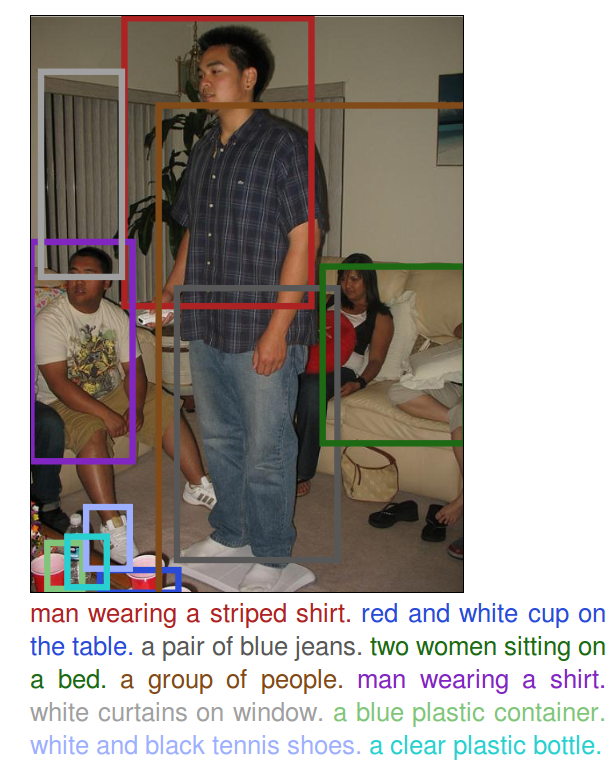 man wearing a striped shirt. red and white cup on
the table. a pair of blue jeans. two women sitting on
a bed. a group of people. man wearing a shirt.
white curtains on window. a blue plastic container.
white and black tennis shoes. a clear plastic bottle.